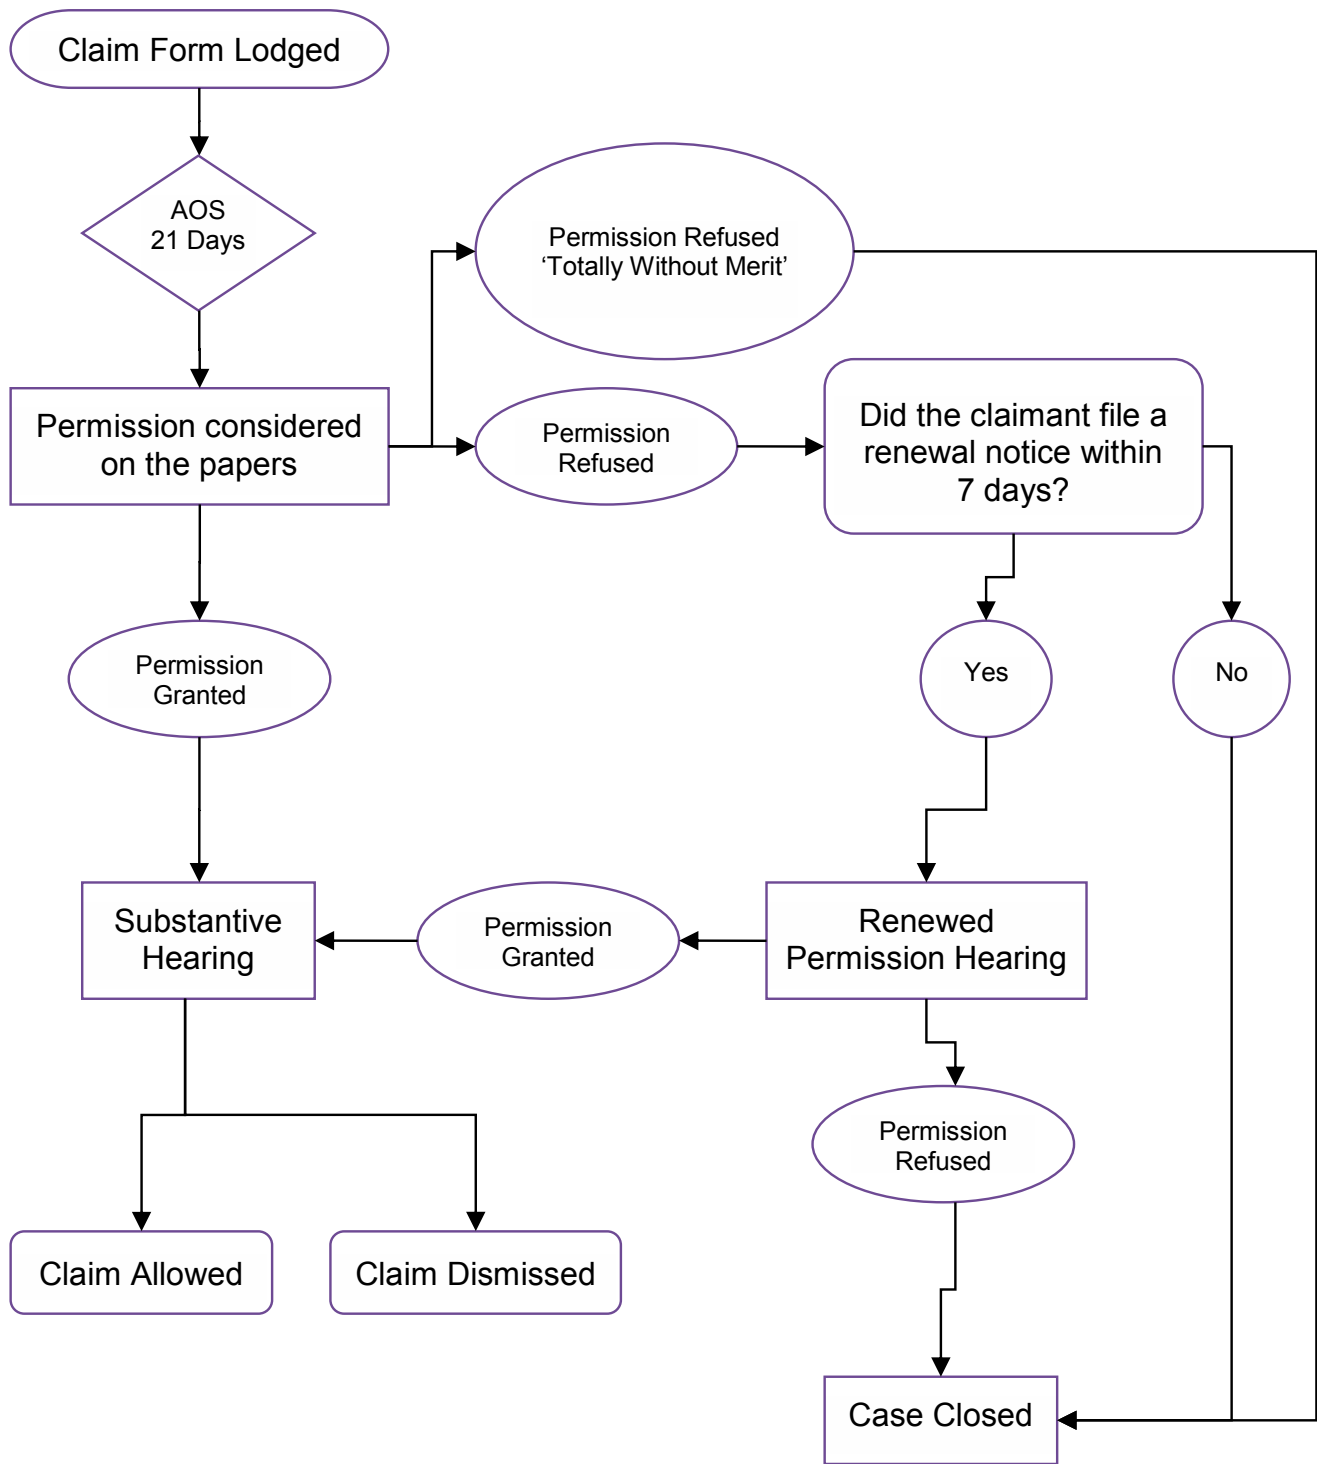 Claim Form Lodged
AOS
21 Days
Permission Refused
‘Totally Without Merit’
Permission considered
on the papers
Permission
Refused
Did the claimant file a
renewal notice within
7 days?
Permission
Granted
Yes
No
Substantive
Hearing
Permission
Granted
Renewed
Permission Hearing
Permission
Refused
Claim Allowed
Claim Dismissed
Case Closed